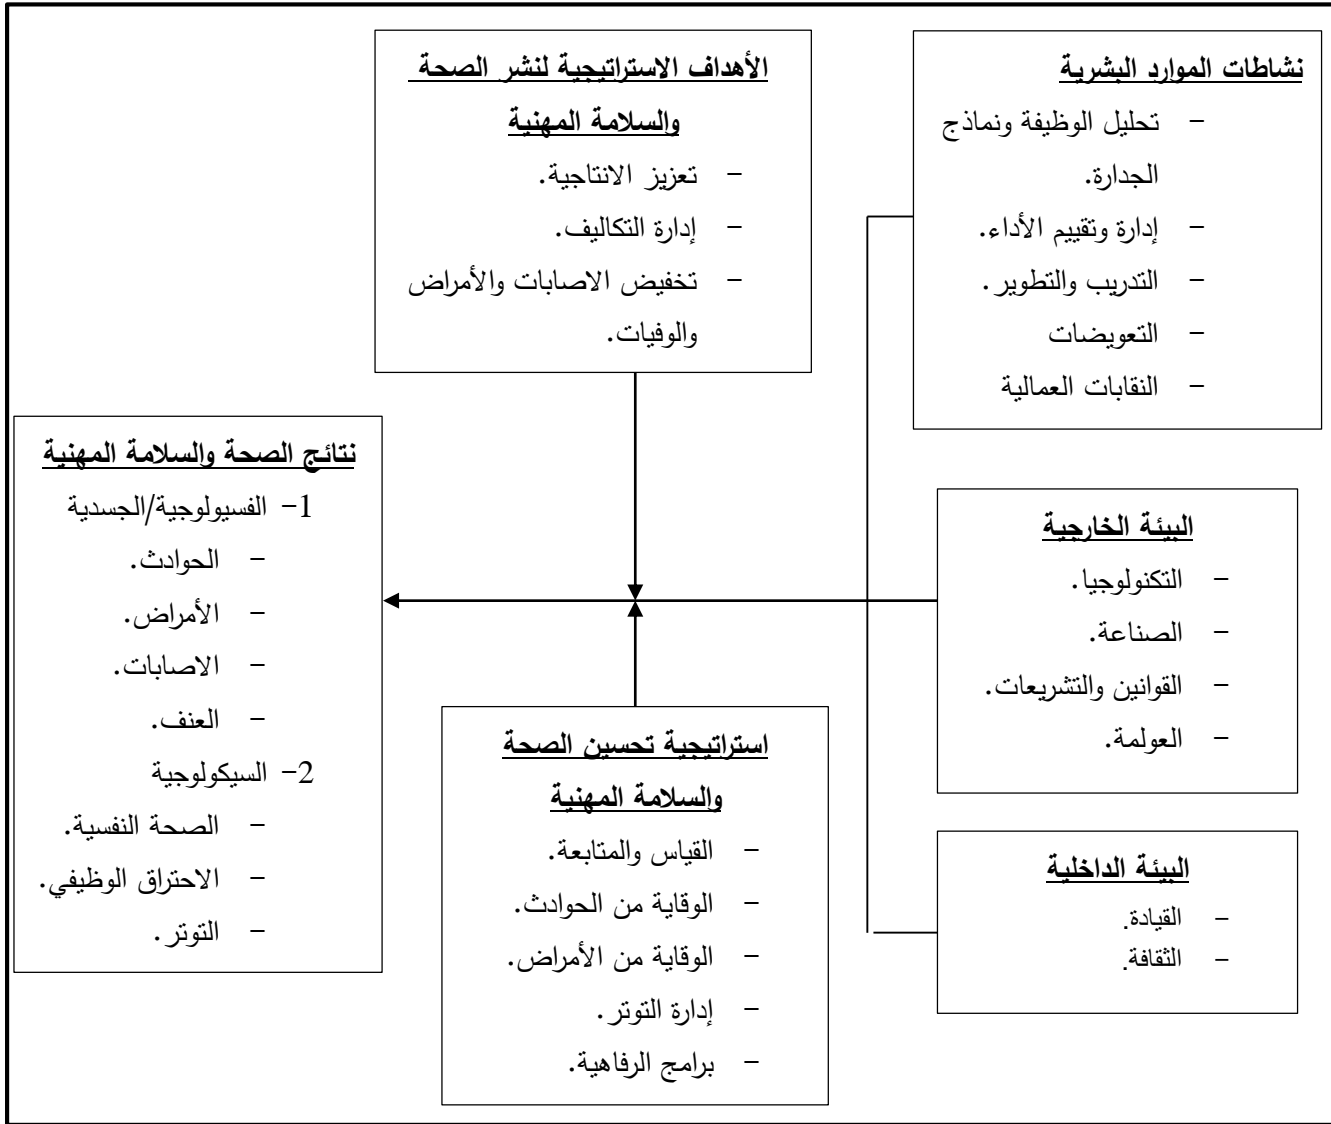 نشاطات الموارد البشرية
- تحليل الوظيفة ونماذج
الجدارة.
- إدارة وتقييم الأداء.
- التدريب والتطوير.
- التعويضات
- النقابات العمالية
الأهداف الاستراتيجية لنشر الصحة
والسلامة المهنية
- تعزيز الانتاجية.
- إدارة التكاليف.
- تخفيض الاصابات والأمراض
والوفيات.
البيئة الخارجية
- التكنولوجيا.
- الصناعة.
- القوانين والتشريعات.
- العولمة.
البيئة الداخلية
- القيادة.
- الثقافة.
استراتيجية تحسين الصحة
والسلامة المهنية
- القياس والمتابعة.
- الوقاية من الحوادث.
- الوقاية من الأمراض.
- إدارة التوتر.
- برامج الرفاهية.
نتائج الصحة والسلامة المهنية
1- الفسيولوجية/الجسدية
- الحوادث.
- الأمراض.
- الاصابات.
- العنف.
2- السيكولوجية
- الصحة النفسية.
- الاحتراق الوظيفي.
- التوتر.